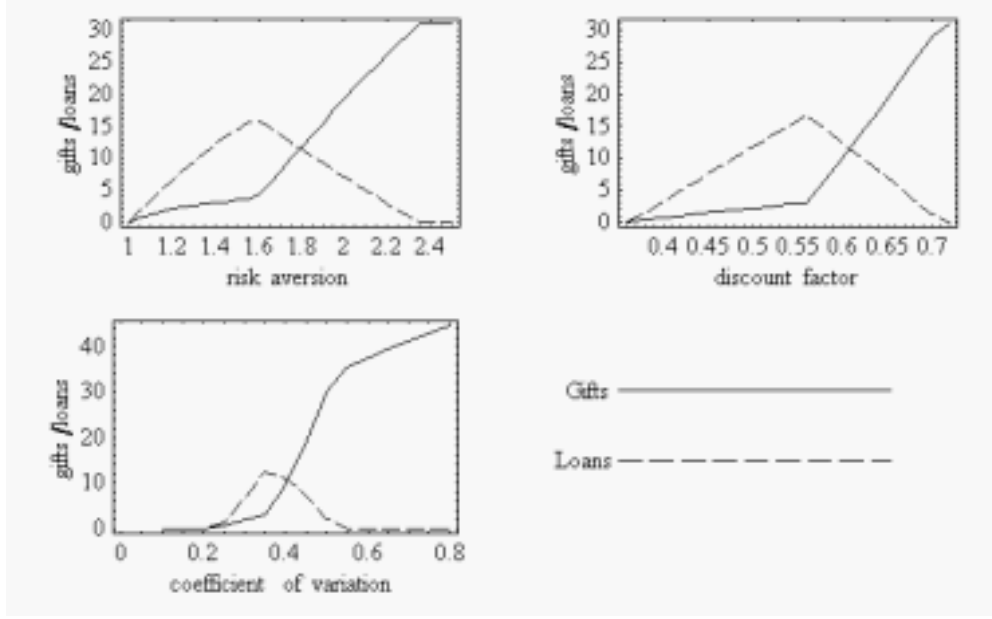 30
25
20
15
10
5
0
gifts /loans
1 1.2 1.4 1.6 1.8 2 2.2 2.4
risk aversion
30
25
20
15
10
5
0
gifts /loans
0.4 0.45 0.5 0.55 0.6 0.65 0.7
discount factor
40
30
20
10
0
gifts /loans
0 0.2 0.4 0.6 0.8
coefficient of variation
Gifts
Loans